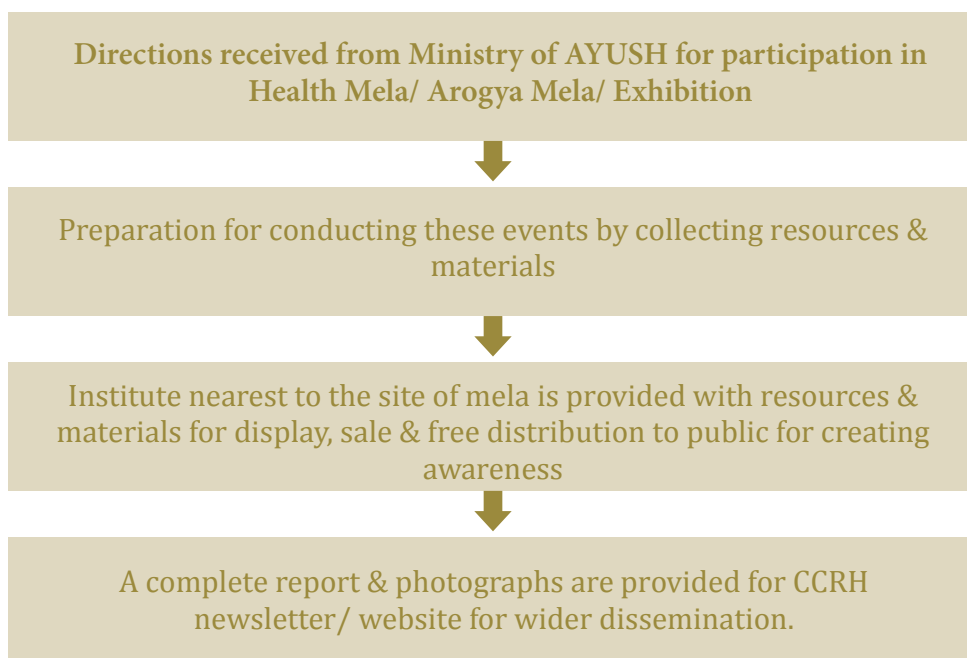 Directions received from Ministry of AYUSH for participation in
Health Mela/ Arogya Mela/ Exhibition
Preparation for conducting these events by collecting resources &
materials
Institute nearest to the site of mela is provided with resources &
materials for display, sale & free distribution to public for creating
awareness
A complete report & photographs are provided for CCRH
newsletter/ website for wider dissemination.